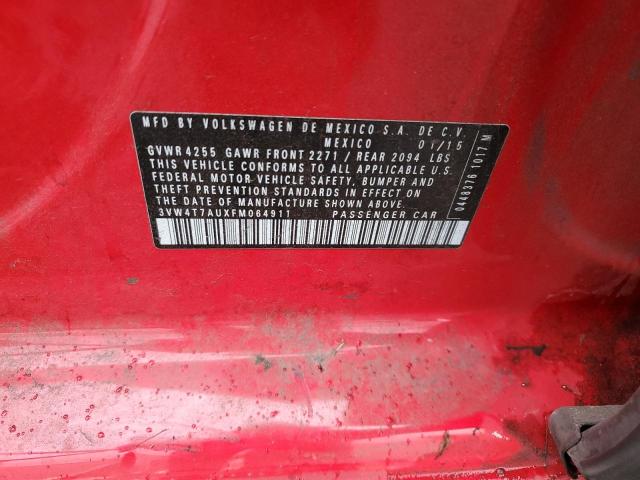 MFD BY VOLKSWAGEN DE MEXICO S.A. DE C.V.
MEXICO 01/15
GVWR 4255 GAWR FRONT 2271 / REAR 2094 LBS
THIS VEHICLE CONFORMS TO ALL APPLICABLE U.S.
FEDERAL MOTOR VEHICLE SAFETY, BUMPER AND
THEFT PREVENTION STANDARDS IN EFFECT ON
THE DATE OF MANUFACTURE SHOWN ABOVE.
3VW4T7AUXFM064911 PASSENGER CAR
0448376 1017 M